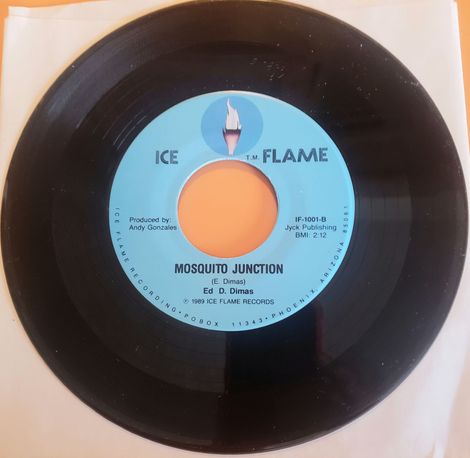 ICE T.M. FLAME
Produced by:
Andy Gonzales
IF-1001-B
Jyck Publishing
BMI: 2:12
MOSQUITO JUNCTION
(E. Dimas)
Ed D. Dimas
℗ 1989 ICE FLAME RECORDS
ICE FLAME RECORDING • POBOX 11343 • PHOENIX, ARIZONA 85061